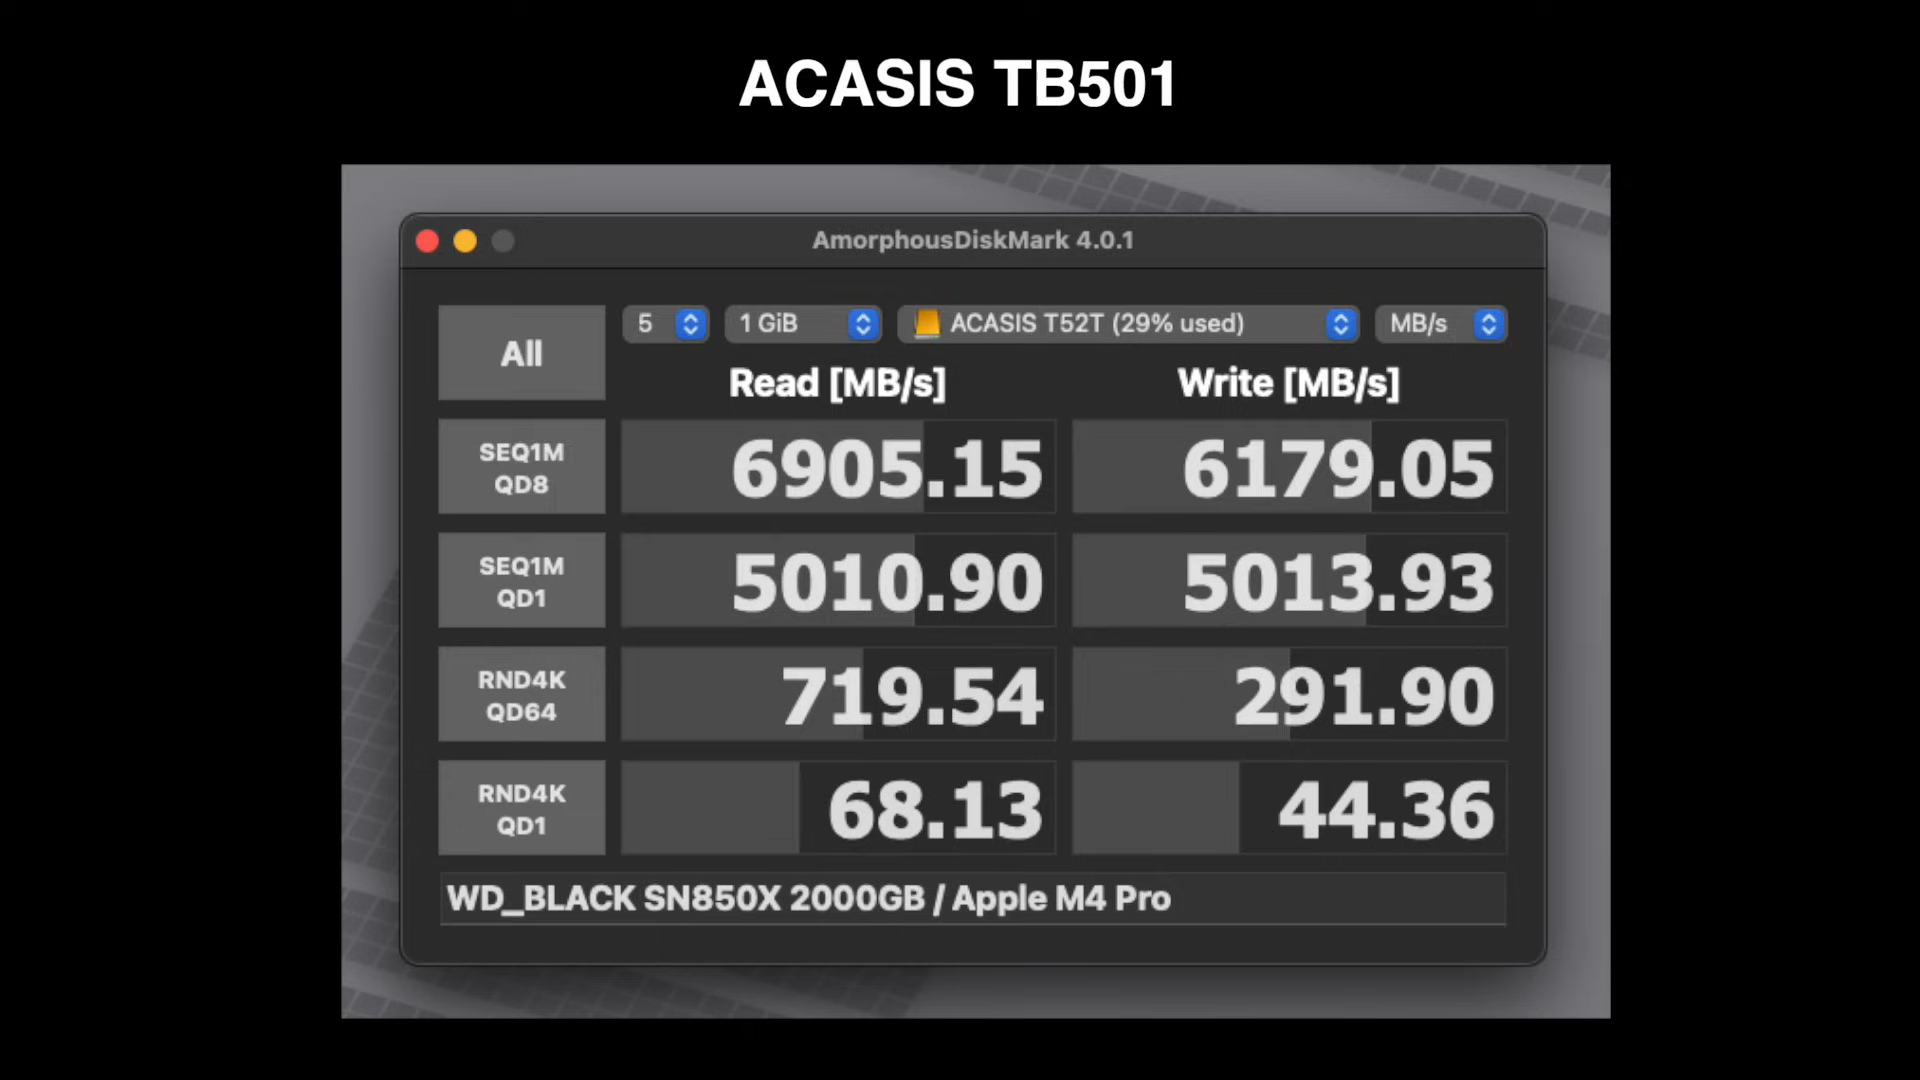 ACASIS TB501
AmorphousDiskMark 4.0.1
All
5
1 GiB
ACASIS T52T (29% used)
MB/s
Read [MB/s]
Write [MB/s]
SEQ1M
QD8
6905.15
6179.05
SEQ1M
QD1
5010.90
5013.93
RND4K
QD64
719.54
291.90
RND4K
QD1
68.13
44.36
WD_BLACK SN850X 2000GB / Apple M4 Pro